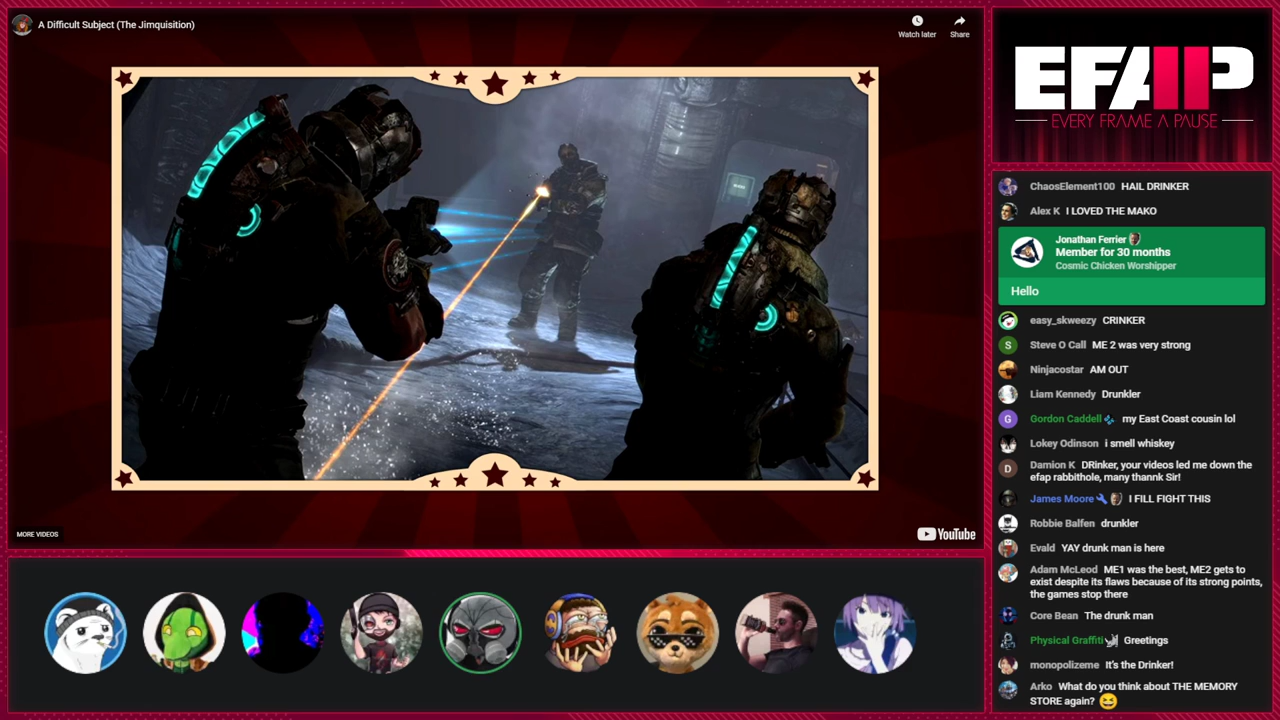 A Difficult Subject (The Jimquisition)
Watch later
Share
MORE VIDEOS
YouTube
EFAP
EVERY FRAME A PAUSE
ChaosElement100 HAIL DRINKER
Alex K I LOVED THE MAKO
Jonathan Ferrier
Member for 30 months
Cosmic Chicken Worshipper
Hello
easy_skweezy CRINKER
S Steve O Call ME 2 was very strong
Ninjacostar AM OUT
Liam Kennedy Drunkler
G Gordon Caddell my East Coast cousin lol
Lokey Odinson i smell whiskey
D Damion K DRinker, your videos led me down the
efap rabbithole, many thannk Sir!
James Moore I FILL FIGHT THIS
Robbie Balfen drunkler
Evald YAY drunk man is here
Adam McLeod ME1 was the best, ME2 gets to
exist despite its flaws because of its strong points,
the games stop there
Core Bean The drunk man
Physical Graffiti Greetings
monopolizeme It's the Drinker!
Arko What do you think about THE MEMORY
STORE again?